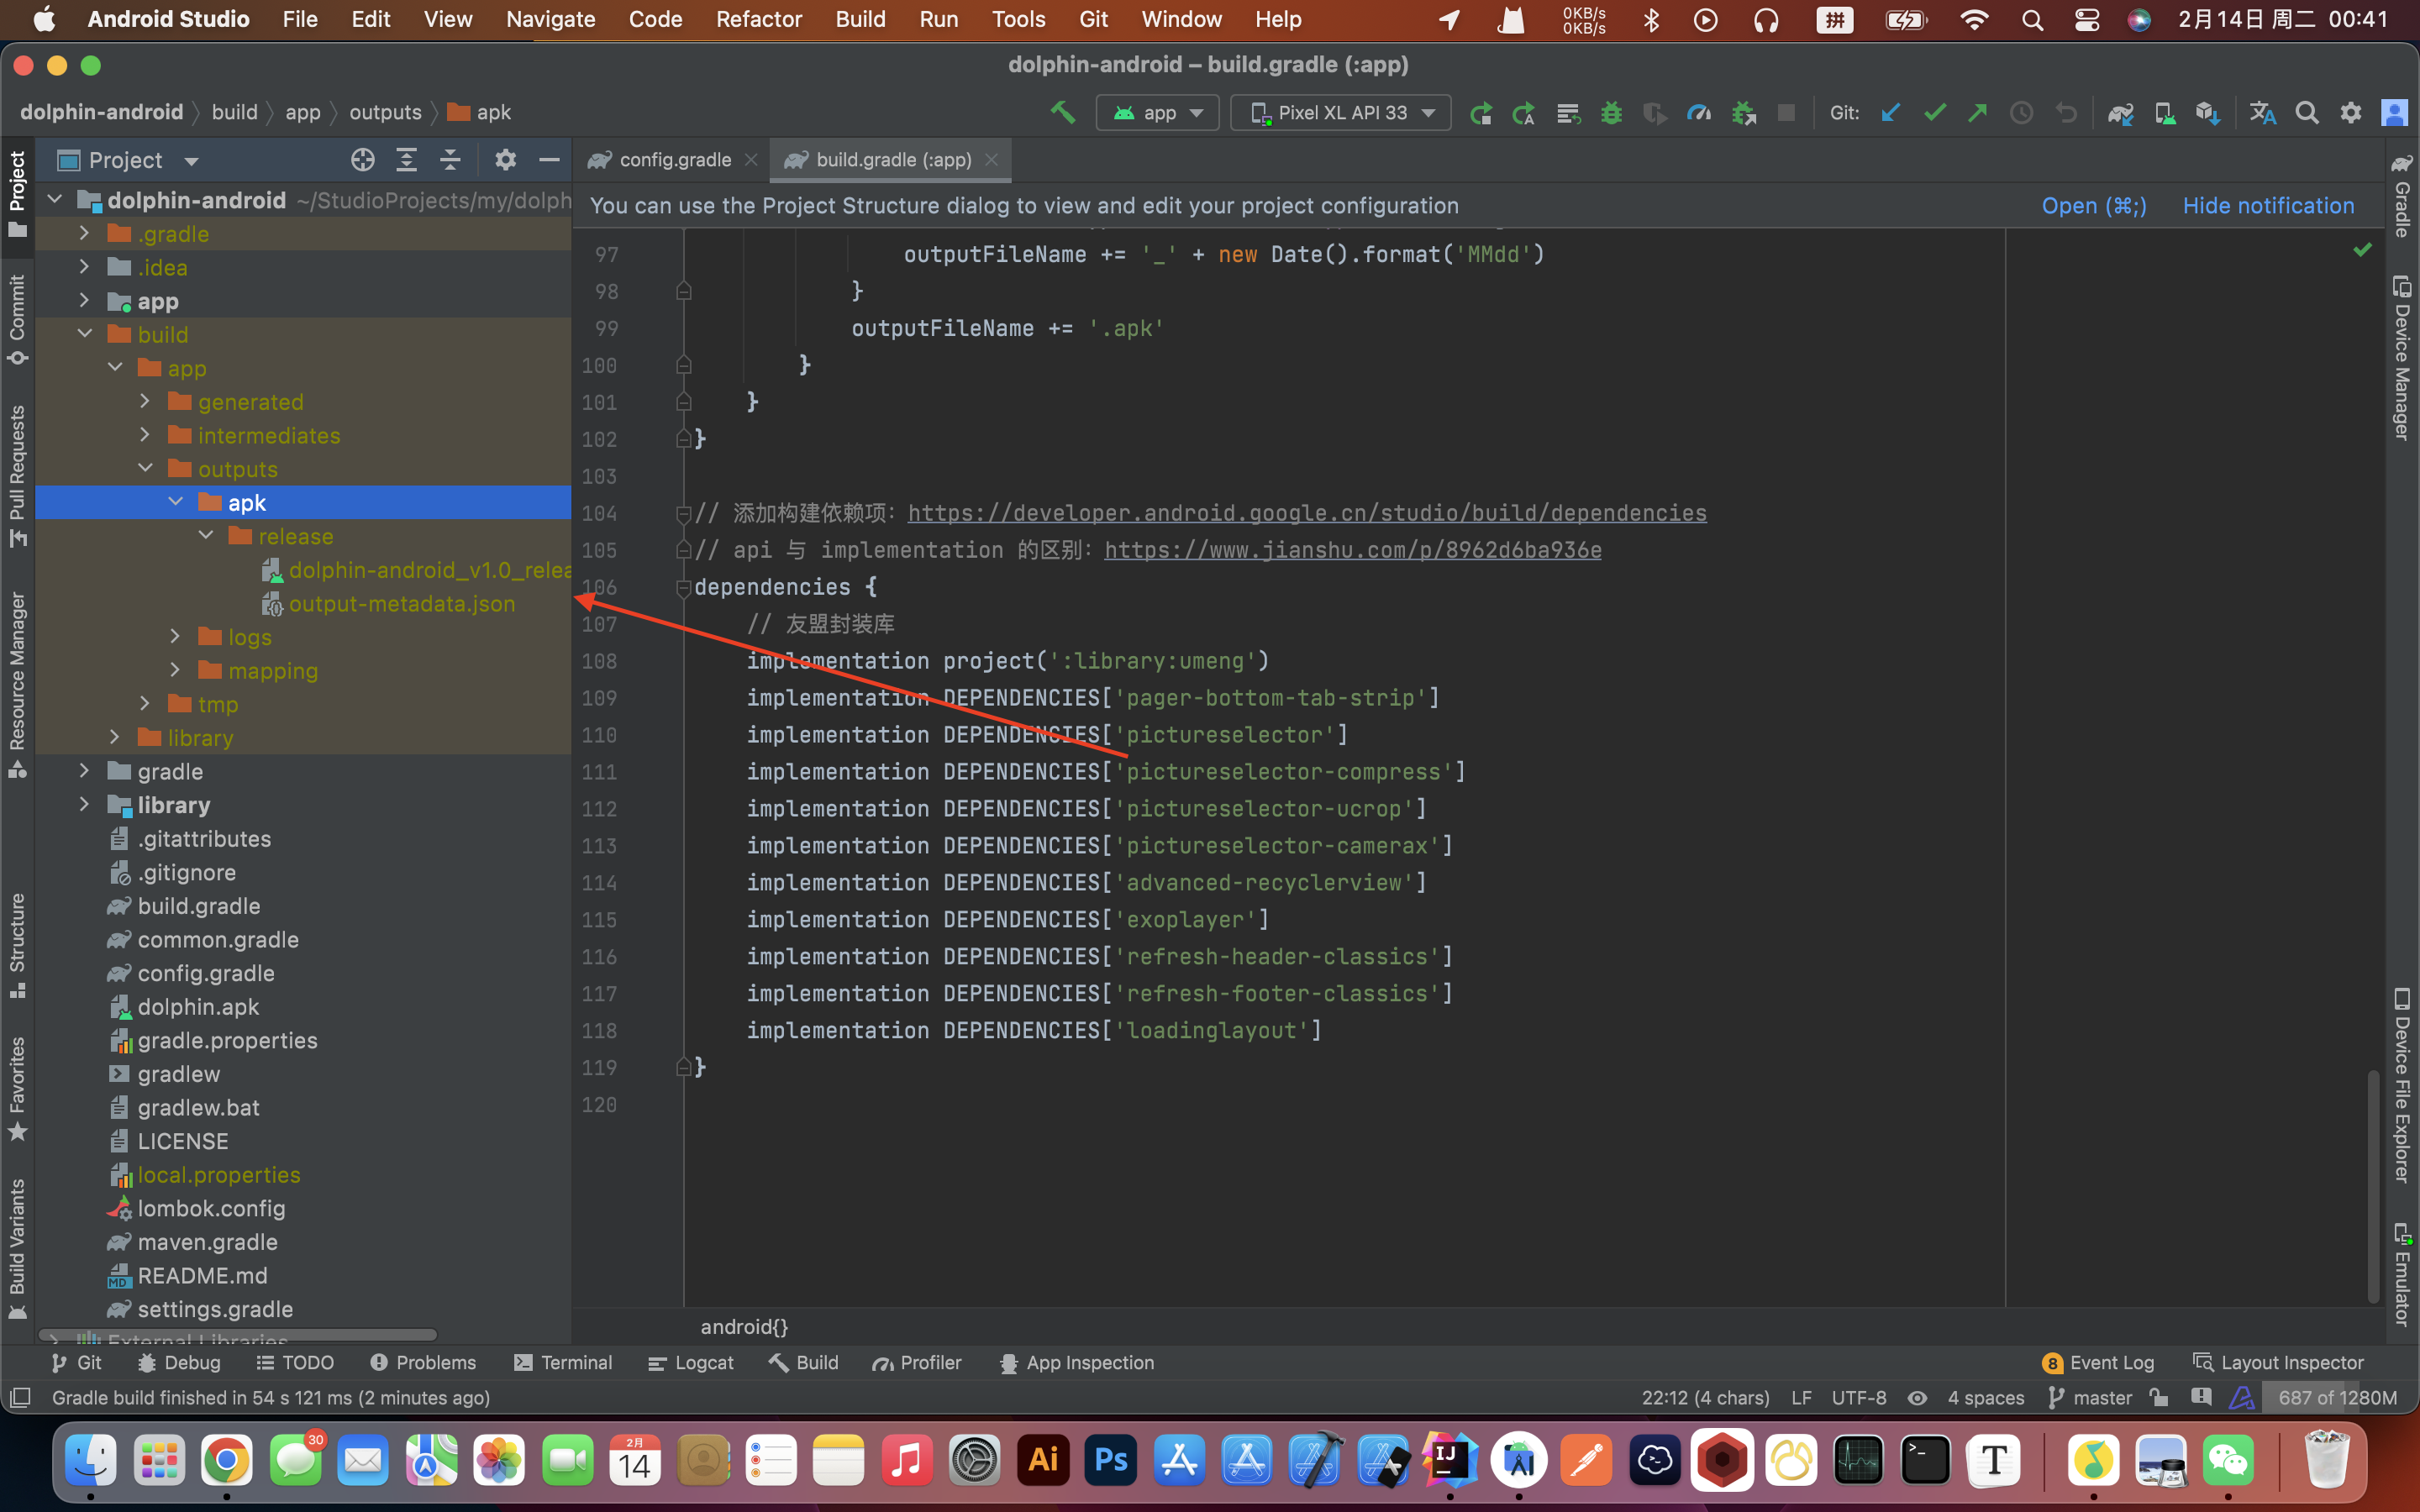 Android Studio File Edit View Navigate Code Refactor Build Run Tools Git Window Help 0KB/s 0KB/s 拼 2月14日 周二 00:41
dolphin-android – build.gradle (:app)
dolphin-android build app outputs apk
app Pixel XL API 33 Git:
Project
config.gradle build.gradle (:app)
You can use the Project Structure dialog to view and edit your project configuration Open (⌘;) Hide notification
Project
Commit
Pull Requests
Resource Manager
Structure
Favorites
Build Variants
dolphin-android ~/StudioProjects/my/dolph
.gradle
.idea
app
build
app
generated
intermediates
outputs
apk
release
dolphin-android_v1.0_relea
output-metadata.json
logs
mapping
tmp
library
gradle
library
.gitattributes
.gitignore
build.gradle
common.gradle
config.gradle
dolphin.apk
gradle.properties
gradlew
gradlew.bat
LICENSE
local.properties
lombok.config
maven.gradle
README.md
settings.gradle
External Libraries
97 outputFileName += '_' + new Date().format('MMdd')
98 }
99 outputFileName += '.apk'
100 }
101 }
102 }
103
104 // 添加构建依赖项：https://developer.android.google.cn/studio/build/dependencies
105 // api 与 implementation 的区别：https://www.jianshu.com/p/8962d6ba936e
106 dependencies {
107 // 友盟封装库
108 implementation project(':library:umeng')
109 implementation DEPENDENCIES['pager-bottom-tab-strip']
110 implementation DEPENDENCIES['pictureselector']
111 implementation DEPENDENCIES['pictureselector-compress']
112 implementation DEPENDENCIES['pictureselector-ucrop']
113 implementation DEPENDENCIES['pictureselector-camerax']
114 implementation DEPENDENCIES['advanced-recyclerview']
115 implementation DEPENDENCIES['exoplayer']
116 implementation DEPENDENCIES['refresh-header-classics']
117 implementation DEPENDENCIES['refresh-footer-classics']
118 implementation DEPENDENCIES['loadinglayout']
119 }
120
android{}
Gradle
Device Manager
Device File Explorer
Emulator
Git Debug TODO Problems Terminal Logcat Build Profiler App Inspection 8 Event Log Layout Inspector
Gradle build finished in 54 s 121 ms (2 minutes ago) 22:12 (4 chars) LF UTF-8 4 spaces master 687 of 1280M
30 2月 14 Ai Ps IJ T